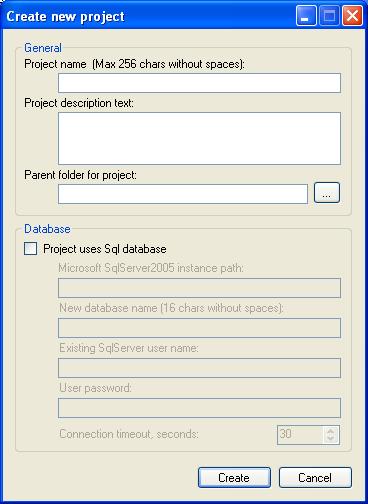 Create new project
General
Project name  (Max 256 chars without spaces):
Project description text:
Parent folder for project:
...
Database
Project uses Sql database
Microsoft SqlServer2005 instance path:
New database name (16 chars without spaces):
Existing SqlServer user name:
User password:
Connection timeout, seconds: 30
Create Cancel